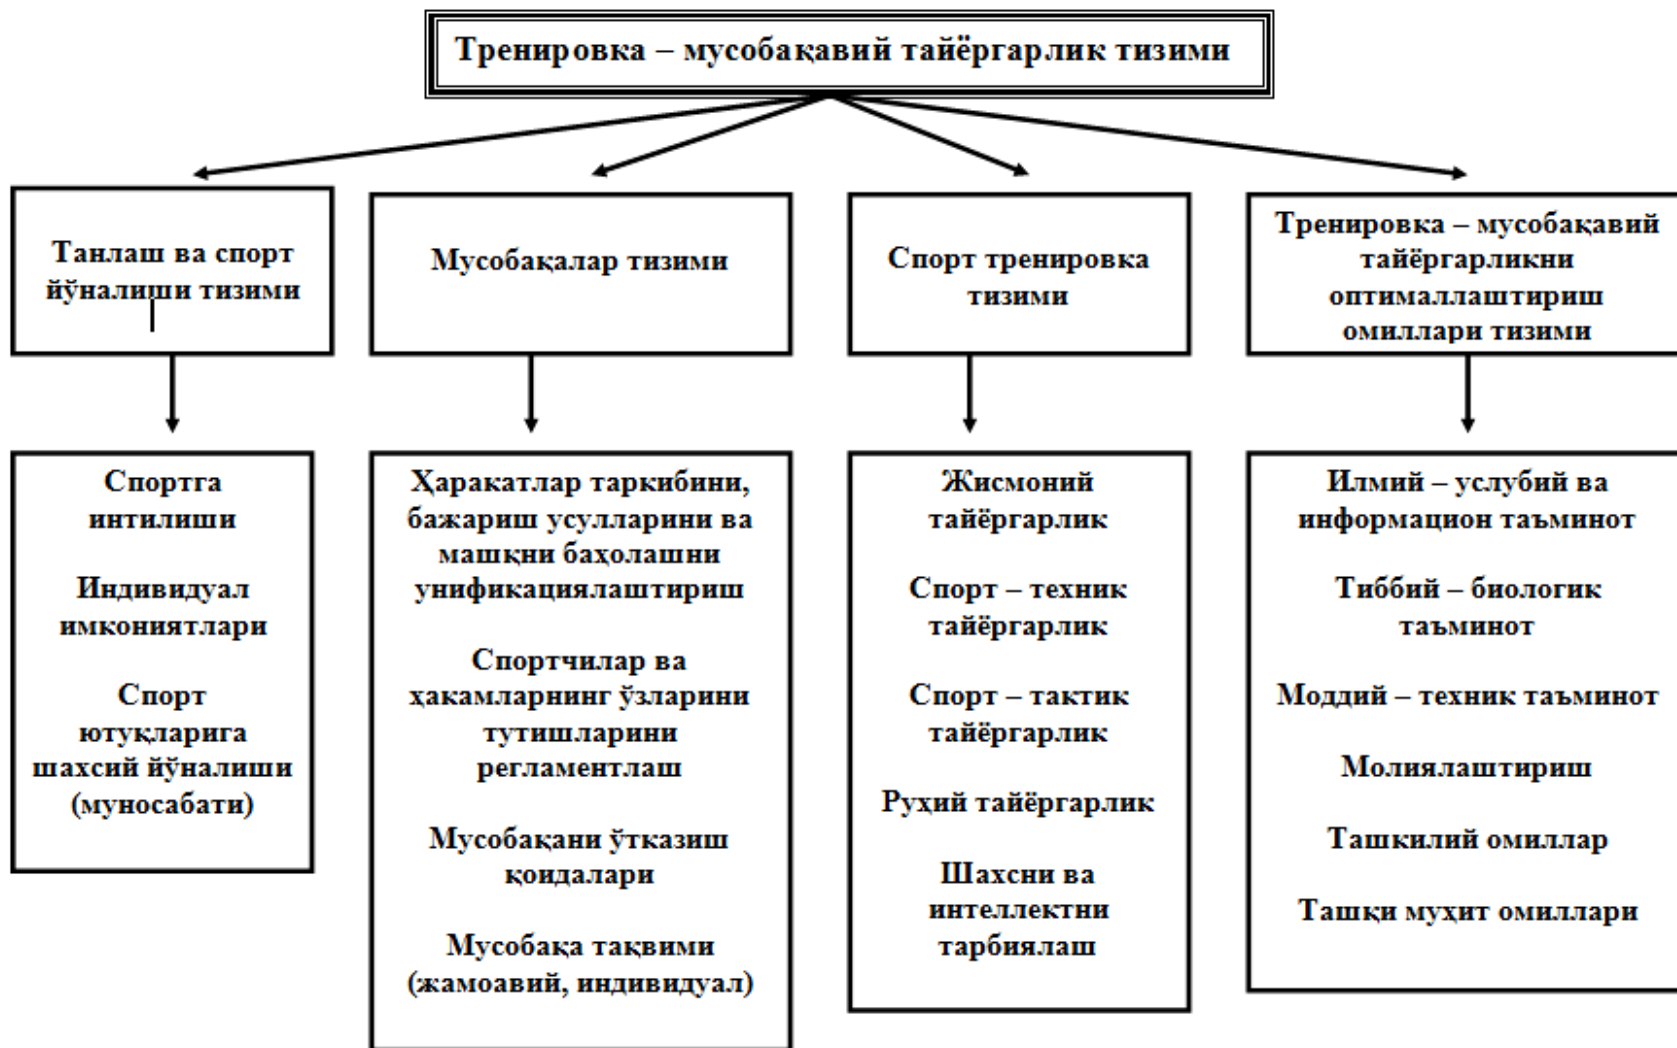 Тренировка – мусобақавий тайёргарлик тизими
Танлаш ва спорт
йўналиши тизими
Мусобақалар тизими
Спорт тренировка
тизими
Тренировка – мусобақавий
тайёргарликни
оптималлаштириш
омиллари тизими
Спортга
интилиши
Индивидуал
имкониятлари
Спорт
ютуқларига
шахсий йўналиши
(муносабати)
Ҳаракатлар таркибини,
бажариш усулларини ва
машқни баҳолашни
унификациялаштириш
Спортчилар ва
ҳакамларнинг ўзларини
тутишларини
регламентлаш
Мусобақани ўтказиш
қоидалари
Мусобақа тақвими
(жамоавий, индивидуал)
Жисмоний
тайёргарлик
Спорт – техник
тайёргарлик
Спорт – тактик
тайёргарлик
Руҳий тайёргарлик
Шахсни ва
интеллектни
тарбиялаш
Илмий – услубий ва
информацион таъминот
Тиббий – биологик
таъминот
Моддий – техник таъминот
Молиялаштириш
Ташкилий омиллар
Ташқи муҳит омиллари